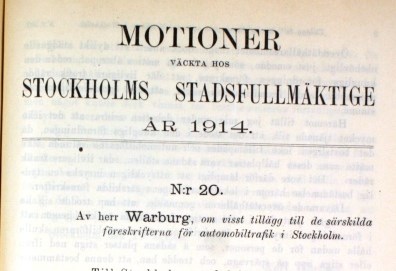 MOTIONER
VÄCKTA HOS
STOCKHOLMS STADSFULLMÄKTIGE
ÅR 1914.
N:r 20.
Av herr Warburg, om visst tillägg till de särskilda
föreskrifterna för automobiltrafik i Stockholm.